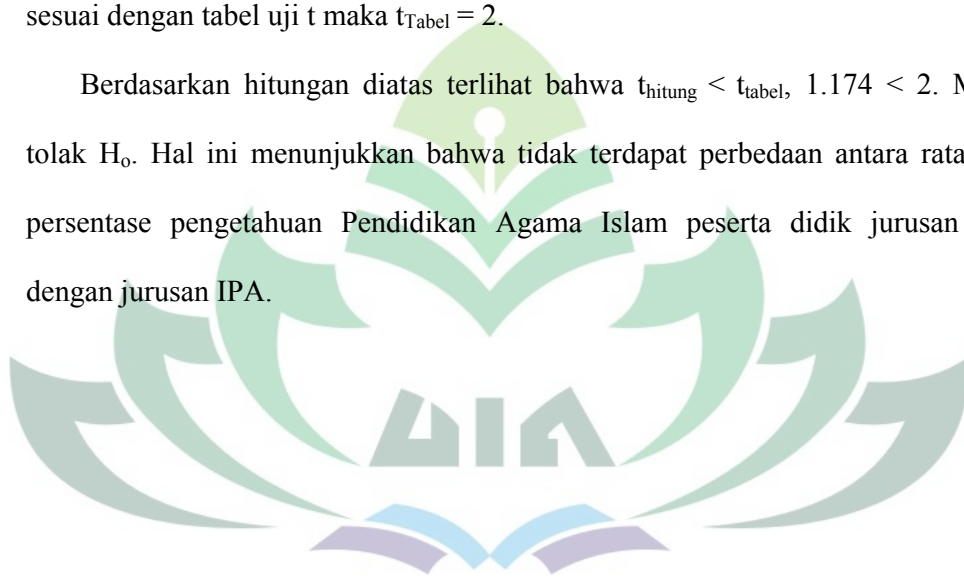 sesuai dengan tabel uji t maka tTabel = 2.
Berdasarkan hitungan diatas terlihat bahwa thitung < ttabel, 1.174 < 2. M
tolak Ho. Hal ini menunjukkan bahwa tidak terdapat perbedaan antara rata
persentase pengetahuan Pendidikan Agama Islam peserta didik jurusan
dengan jurusan IPA.
UIN